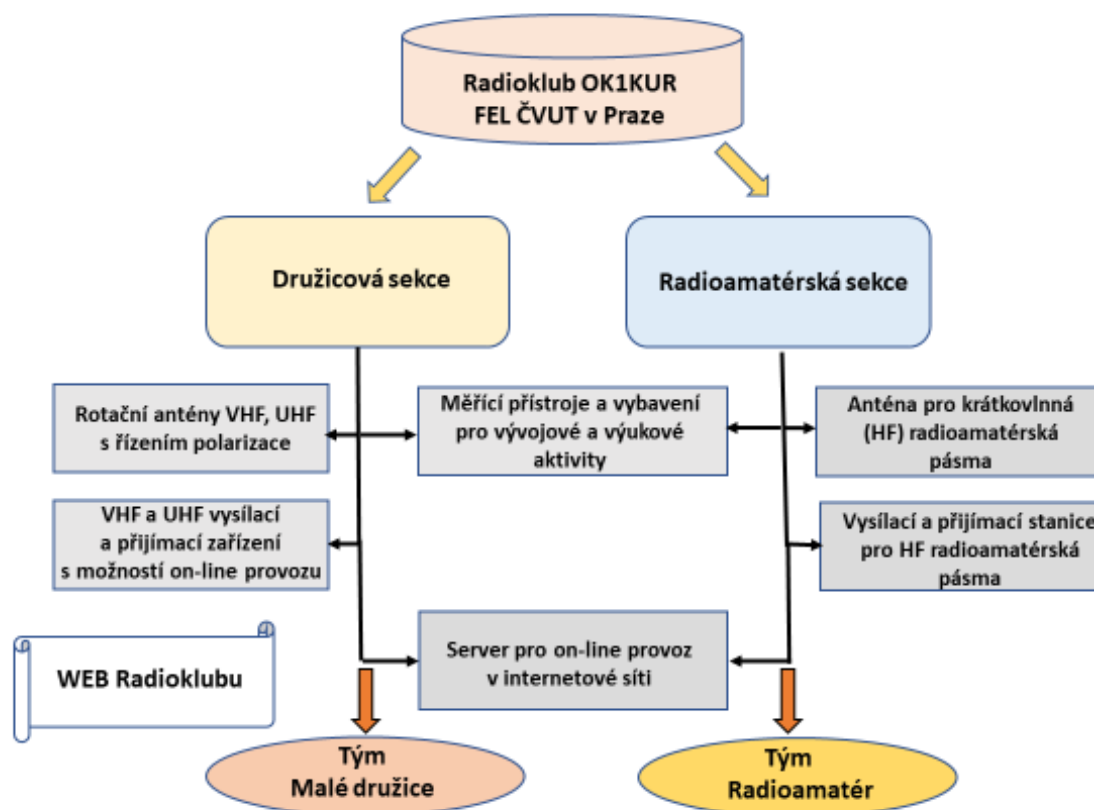 Radioklub OK1KUR
FEL ČVUT v Praze
Družicová sekce
Radioamatérská sekce
Rotační antény VHF, UHF
s řízením polarizace
Měřící přístroje a vybavení
pro vývojové a výukové
aktivity
Anténa pro krátkovlnná
(HF) radioamatérská
pásma
VHF a UHF vysílací
a přijímací zařízení
s možností on-line provozu
Vysílací a přijímací stanice
pro HF radioamatérská
pásma
Server pro on-line provoz
v internetové síti
WEB Radioklubu
Tým
Malé družice
Tým
Radioamatér